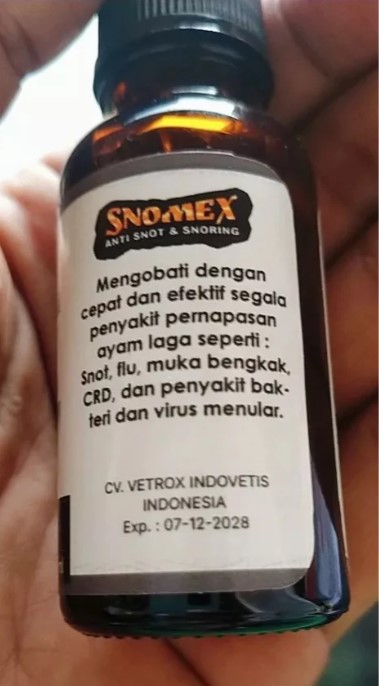 SNOMEX
ANTI SNOT & SNORING
Mengobati dengan
cepat dan efektif segala
penyakit pernapasan
ayam laga seperti :
Snot, flu, muka bengkak,
CRD, dan penyakit bak-
teri dan virus menular.
CV. VETROX INDOVETIS
INDONESIA
Exp. : 07-12-2028